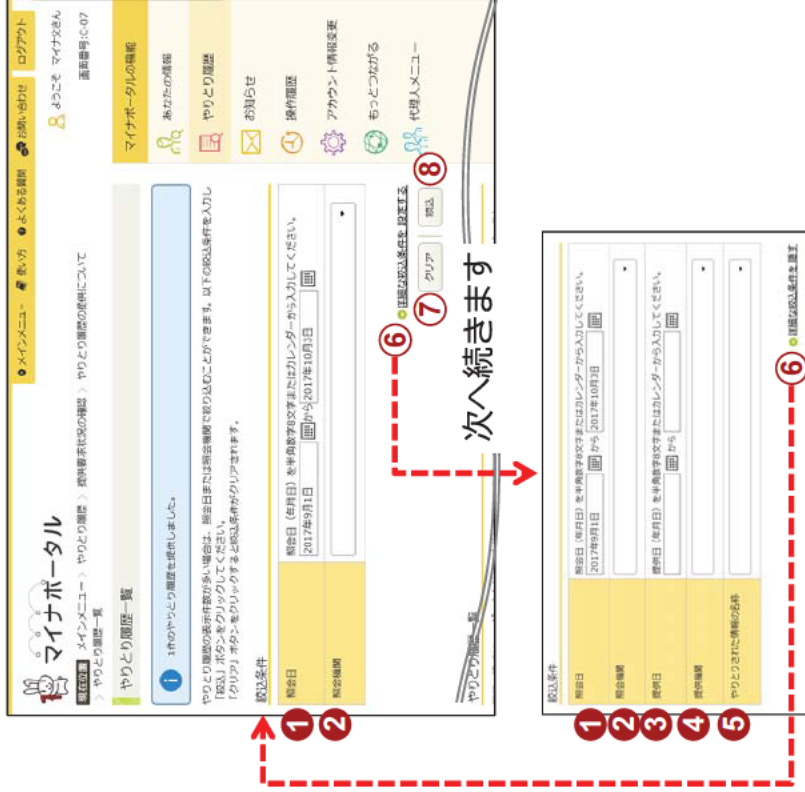 メインメニュー 使い方 よくある質問 お問い合わせ ログアウト
マイナポータル
ようこそ マイナ父さん
現在位置 メインメニュー > やりとり履歴 > 提供要求状況の確認 > やりとり履歴の提供について
> やりとり履歴一覧
画面番号:C-07
やりとり履歴一覧
1件のやりとり履歴を提供しました。
やりとり履歴の表示件数が多い場合は、照会日または照会機関で絞り込むことができます。以下の絞込条件を入力し
「絞込」ボタンをクリックしてください。
「クリア」ボタンをクリックすると絞込条件がクリアされます。
絞込条件
1 照会日
照会日（年月日）を半角数字8文字またはカレンダーから入力してください。
2017年9月1日 から 2017年10月3日
2 照会機関
6
詳細な絞込条件を 設定する
7 クリア 絞込 8
やりとり履歴一覧
次へ続きます
マイナポータルの機能
あなたの情報
やりとり履歴
お知らせ
操作履歴
アカウント情報変更
もっとつながる
代理人メニュー
絞込条件
1 照会日
照会日（年月日）を半角数字8文字またはカレンダーから入力してください。
2017年9月1日 から 2017年10月3日
2 照会機関
3 提供日
提供日（年月日）を半角数字8文字またはカレンダーから入力してください。
から
4 提供機関
5 やりとりされた情報の名称
6
詳細な絞込条件を 隠す